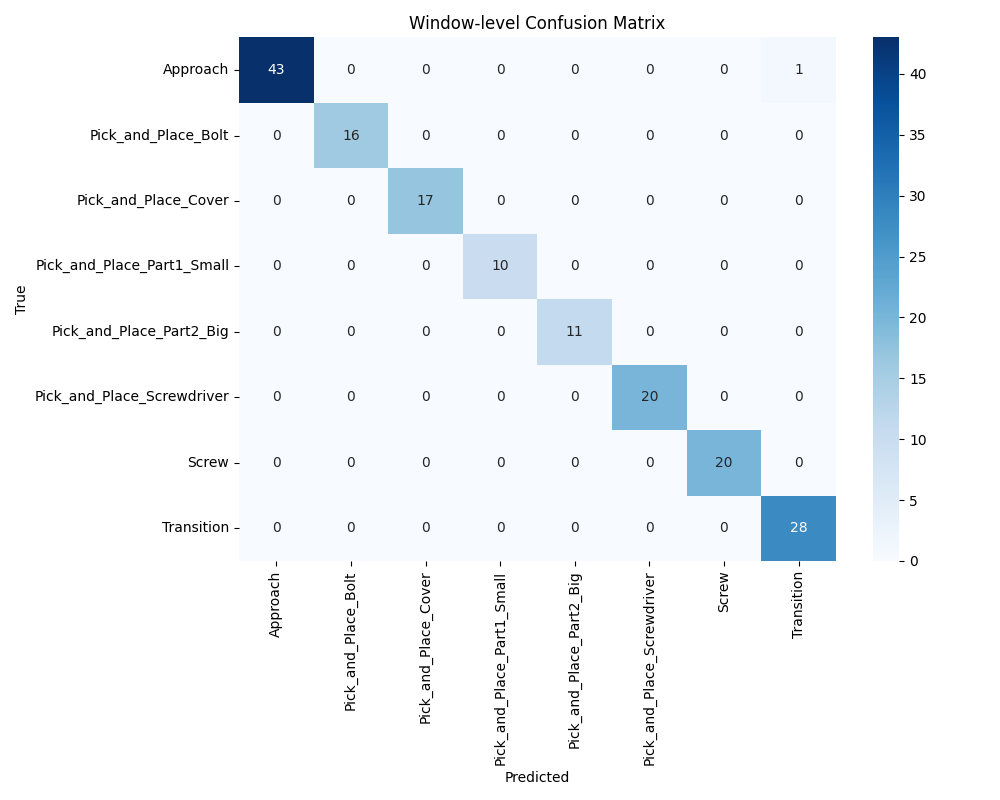 Window-level Confusion Matrix
True
Approach 43 0 0 0 0 0 0 1
Pick_and_Place_Bolt 0 16 0 0 0 0 0 0
Pick_and_Place_Cover 0 0 17 0 0 0 0 0
Pick_and_Place_Part1_Small 0 0 0 10 0 0 0 0
Pick_and_Place_Part2_Big 0 0 0 0 11 0 0 0
Pick_and_Place_Screwdriver 0 0 0 0 0 20 0 0
Screw 0 0 0 0 0 0 20 0
Transition 0 0 0 0 0 0 0 28
Approach
Pick_and_Place_Bolt
Pick_and_Place_Cover
Pick_and_Place_Part1_Small
Pick_and_Place_Part2_Big
Pick_and_Place_Screwdriver
Screw
Transition
Predicted
40
35
30
25
20
15
10
5
0